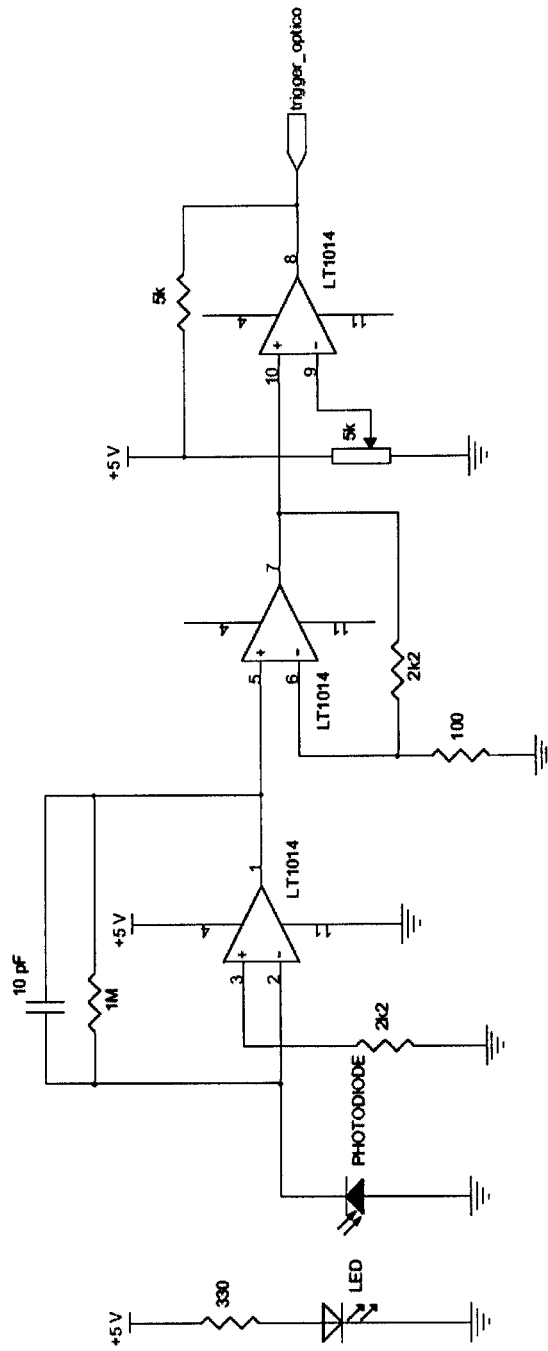 +5 V
330
LED
PHOTODIODE
2k2
10 pF
1M
+5 V
3
2
4
11
1
LT1014
5
6
4
11
7
LT1014
2k2
100
+5 V
5k
10
9
4
11
8
LT1014
5k
trigger_optico